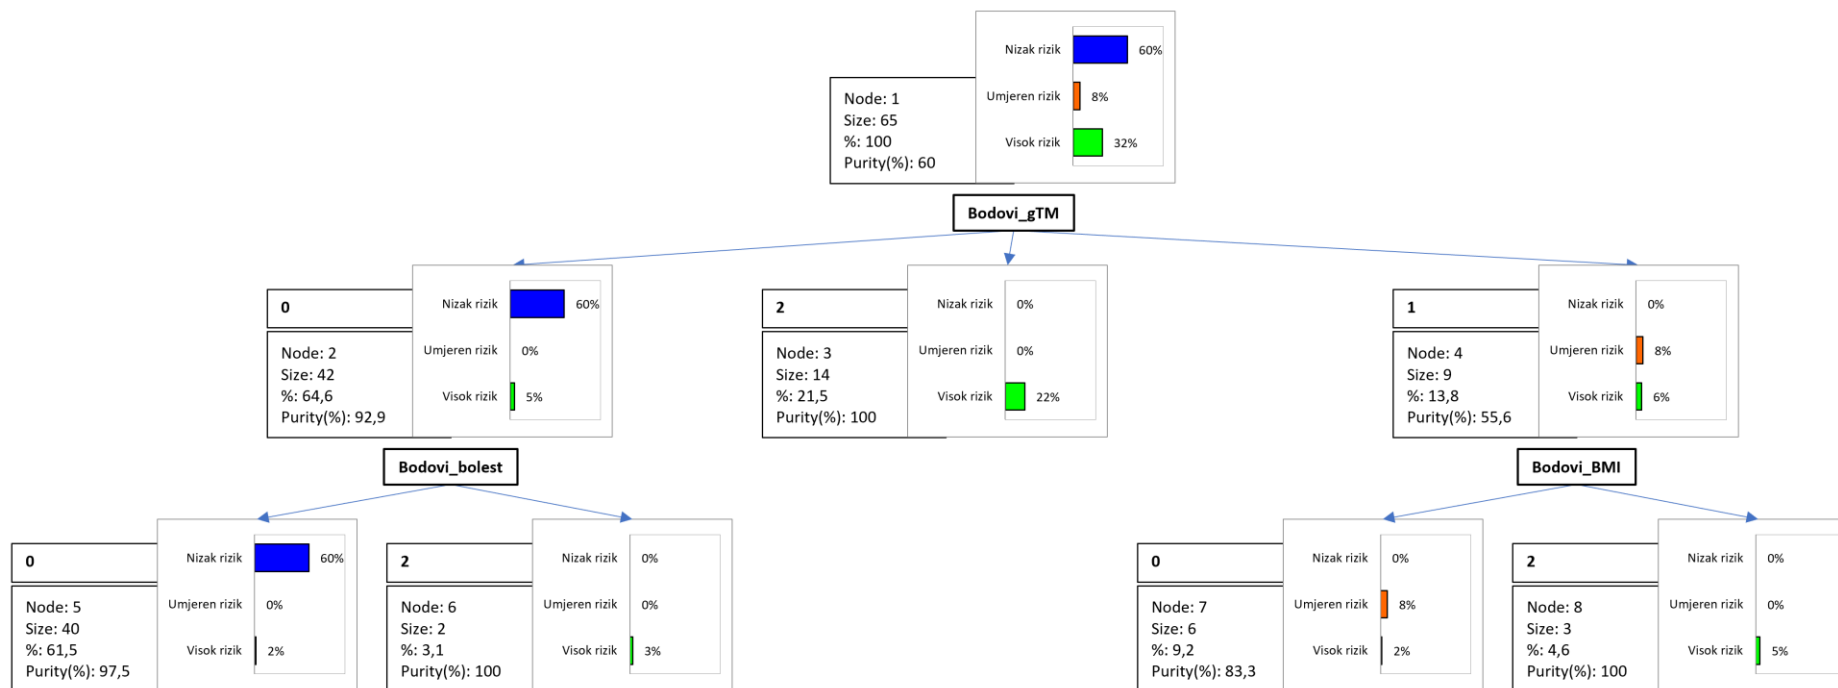 Nizak rizik 60%
Umjeren rizik 8%
Visok rizik 32%
Node: 1
Size: 65
%: 100
Purity(%): 60
Bodovi_gTM
0
Nizak rizik 60%
Umjeren rizik 0%
Visok rizik 5%
Node: 2
Size: 42
%: 64,6
Purity(%): 92,9
2
Nizak rizik 0%
Umjeren rizik 0%
Visok rizik 22%
Node: 3
Size: 14
%: 21,5
Purity(%): 100
1
Nizak rizik 0%
Umjeren rizik 8%
Visok rizik 6%
Node: 4
Size: 9
%: 13,8
Purity(%): 55,6
Bodovi_bolest
Bodovi_BMI
0
Nizak rizik 60%
Umjeren rizik 0%
Visok rizik 2%
Node: 5
Size: 40
%: 61,5
Purity(%): 97,5
2
Nizak rizik 0%
Umjeren rizik 0%
Visok rizik 3%
Node: 6
Size: 2
%: 3,1
Purity(%): 100
0
Nizak rizik 0%
Umjeren rizik 8%
Visok rizik 2%
Node: 7
Size: 6
%: 9,2
Purity(%): 83,3
2
Nizak rizik 0%
Umjeren rizik 0%
Visok rizik 5%
Node: 8
Size: 3
%: 4,6
Purity(%): 100